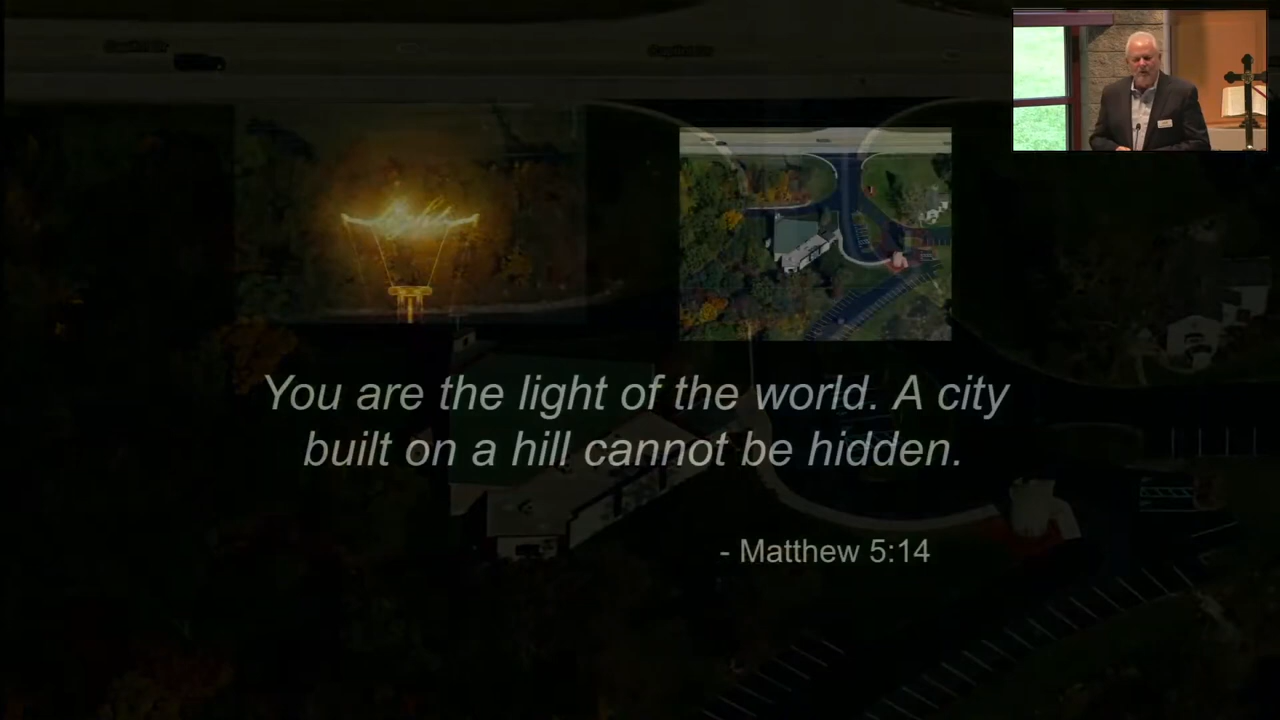 You are the light of the world. A city
built on a hill cannot be hidden.
- Matthew 5:14